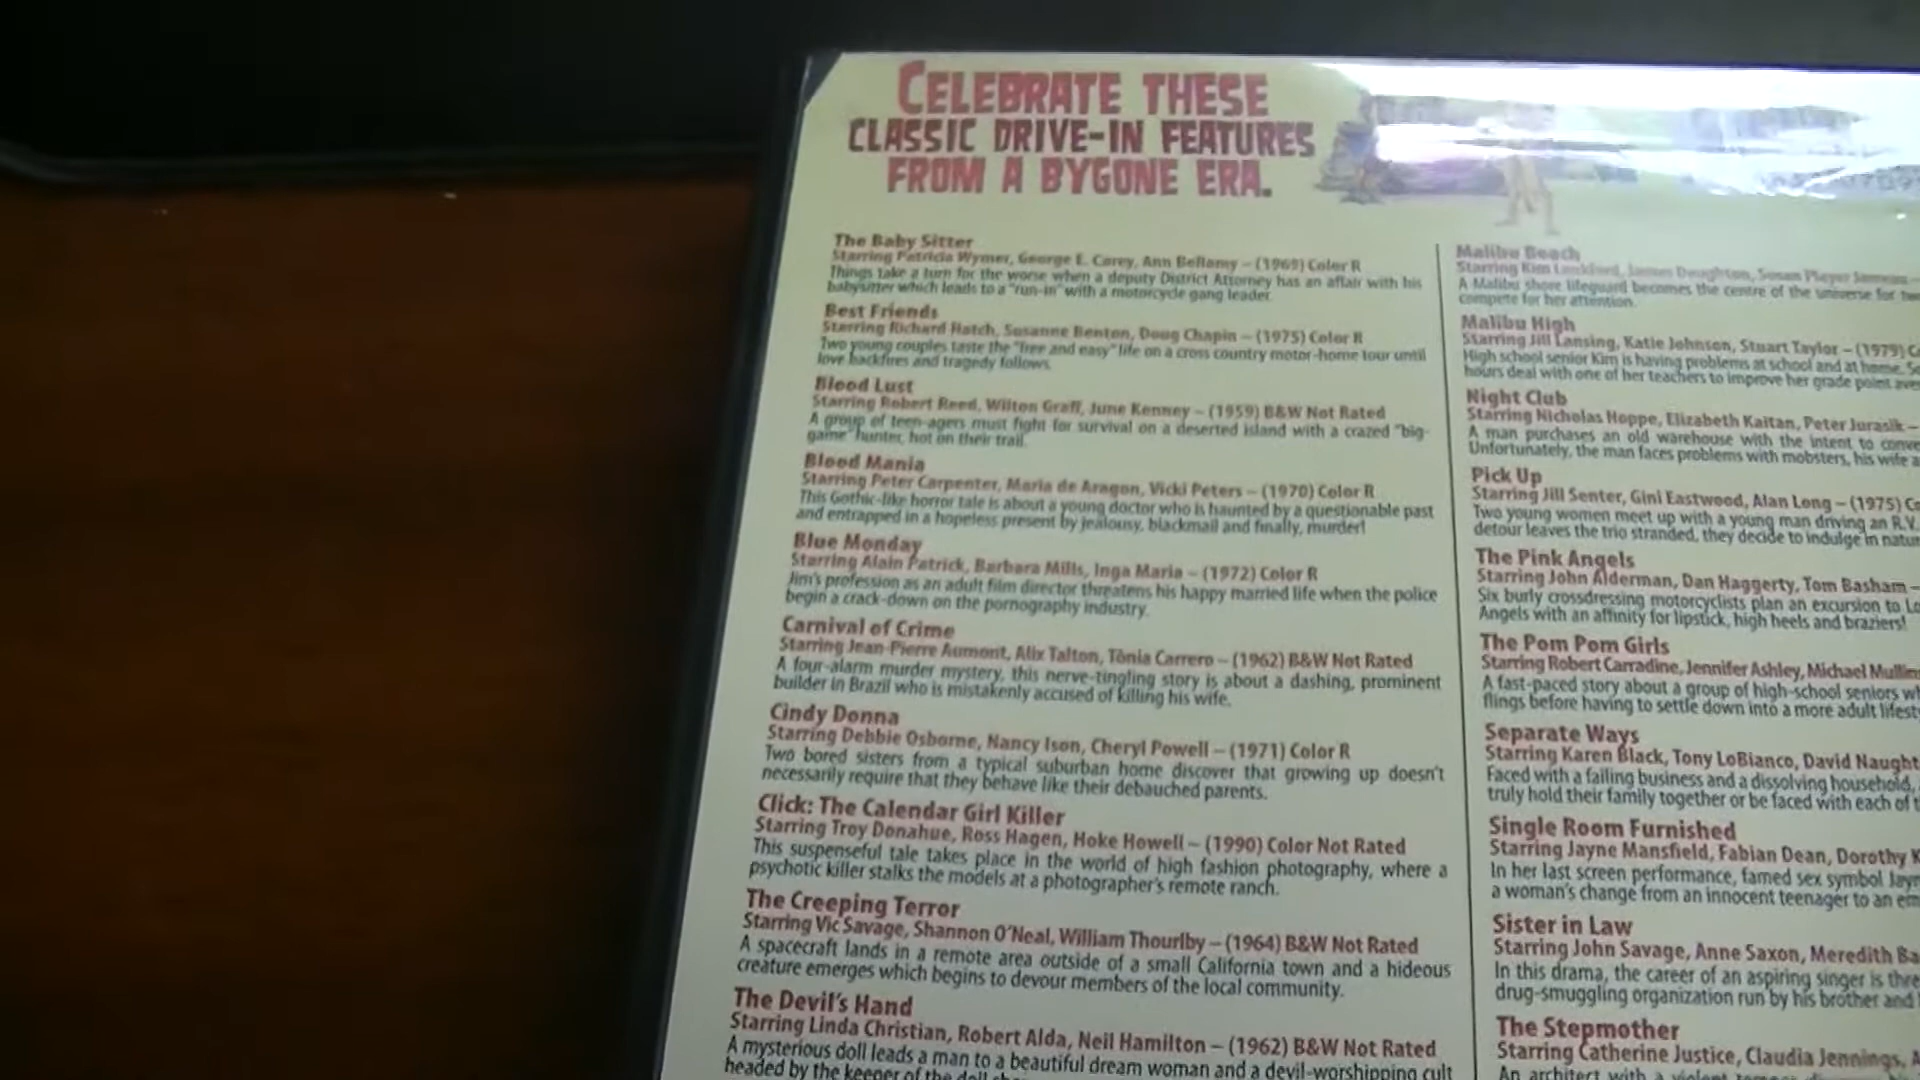 CELEBRATE THESE
CLASSIC DRIVE-IN FEATURES
FROM A BYGONE ERA.
The Baby Sitter
Starring Patricia Wymer, George E. Carey, Ann Bellamy – (1969) Color R
Things take a turn for the worse when a deputy District Attorney has an affair with his
babysitter which leads to a "run-in" with a motorcycle gang leader.
Best Friends
Starring Richard Hatch, Susanne Benton, Doug Chapin – (1975) Color R
Two young couples taste the "free and easy" life on a cross country motor-home tour until
love backfires and tragedy follows.
Blood Lust
Starring Robert Reed, Wilton Graff, June Kenney – (1959) B&W Not Rated
A group of teen-agers must fight for survival on a deserted island with a crazed "big-
game" hunter, hot on their trail.
Blood Mania
Starring Peter Carpenter, Maria de Aragon, Vicki Peters – (1970) Color R
This Gothic-like horror tale is about a young doctor who is haunted by a questionable past
and entrapped in a hopeless present by jealousy, blackmail and finally, murder!
Blue Monday
Starring Alain Patrick, Barbara Mills, Inga Maria – (1972) Color R
Jim's profession as an adult film director threatens his happy married life when the police
begin a crack-down on the pornography industry.
Carnival of Crime
Starring Jean-Pierre Aumont, Alix Talton, Tônia Carrero – (1962) B&W Not Rated
A four-alarm murder mystery, this nerve-tingling story is about a dashing, prominent
builder in Brazil who is mistakenly accused of killing his wife.
Cindy Donna
Starring Debbie Osborne, Nancy Ison, Cheryl Powell – (1971) Color R
Two bored sisters from a typical suburban home discover that growing up doesn't
necessarily require that they behave like their debauched parents.
Click: The Calendar Girl Killer
Starring Troy Donahue, Ross Hagen, Hoke Howell – (1990) Color Not Rated
This suspenseful tale takes place in the world of high fashion photography, where a
psychotic killer stalks the models at a photographer's remote ranch.
The Creeping Terror
Starring Vic Savage, Shannon O'Neal, William Thourlby – (1964) B&W Not Rated
A spacecraft lands in a remote area outside of a small California town and a hideous
creature emerges which begins to devour members of the local community.
The Devil's Hand
Starring Linda Christian, Robert Alda, Neil Hamilton – (1962) B&W Not Rated
A mysterious doll leads a man to a beautiful dream woman and a devil-worshipping cult
headed by the keeper of the doll
Malibu Beach
Starring Kim Lankford, James Daughton, Susan Player
A Malibu shore lifeguard becomes the centre of the universe for
compete for her attention.
Malibu High
Starring Jill Lansing, Katie Johnson, Stuart Taylor – (1979)
High school senior Kim is having problems at school and at home.
hours deal with one of her teachers to improve her grade point
Night Club
Starring Nicholas Hoppe, Elizabeth Kaitan, Peter Jurasik –
A man purchases an old warehouse with the intent to
Unfortunately, the man faces problems with mobsters, his wife
Pick Up
Starring Jill Senter, Gini Eastwood, Alan Long – (1975)
Two young women meet up with a young man driving an R.V.
detour leaves the trio stranded, they decide to indulge in
The Pink Angels
Starring John Alderman, Dan Haggerty, Tom Basham –
Six burly crossdressing motorcyclists plan an excursion to
Angels with an affinity for lipstick, high heels and braziers!
The Pom Pom Girls
Starring Robert Carradine, Jennifer Ashley, Michael
A fast-paced story about a group of high-school seniors
flings before having to settle down into a more adult
Separate Ways
Starring Karen Black, Tony LoBianco, David
Faced with a failing business and a dissolving household,
truly hold their family together or be faced with each of
Single Room Furnished
Starring Jayne Mansfield, Fabian Dean, Dorothy
In her last screen performance, famed sex symbol
a woman's change from an innocent teenager to an
Sister in Law
Starring John Savage, Anne Saxon, Meredith
In this drama, the career of an aspiring singer is
drug-smuggling organization run by his brother and
The Stepmother
Starring Catherine Justice, Claudia Jennings,
An architect with a violent